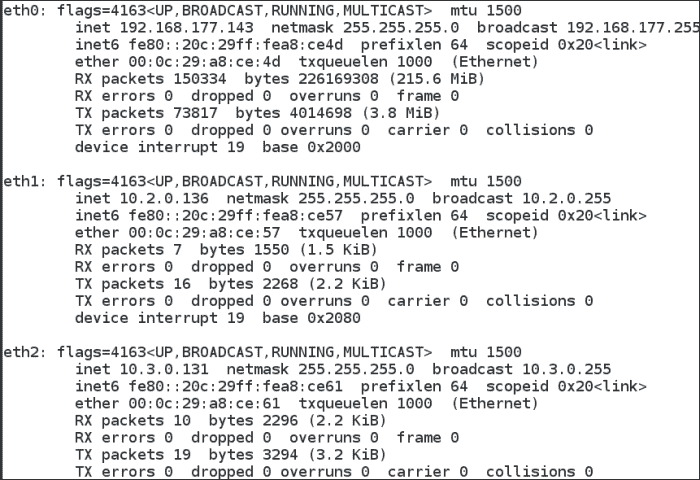 eth0: flags=4163<UP,BROADCAST,RUNNING,MULTICAST>  mtu 1500
        inet 192.168.177.143  netmask 255.255.255.0  broadcast 192.168.177.255
        inet6 fe80::20c:29ff:fea8:ce4d  prefixlen 64  scopeid 0x20<link>
        ether 00:0c:29:a8:ce:4d  txqueuelen 1000  (Ethernet)
        RX packets 150334  bytes 226169308 (215.6 MiB)
        RX errors 0  dropped 0  overruns 0  frame 0
        TX packets 73817  bytes 4014698 (3.8 MiB)
        TX errors 0  dropped 0 overruns 0  carrier 0  collisions 0
        device interrupt 19  base 0x2000
eth1: flags=4163<UP,BROADCAST,RUNNING,MULTICAST>  mtu 1500
        inet 10.2.0.136  netmask 255.255.255.0  broadcast 10.2.0.255
        inet6 fe80::20c:29ff:fea8:ce57  prefixlen 64  scopeid 0x20<link>
        ether 00:0c:29:a8:ce:57  txqueuelen 1000  (Ethernet)
        RX packets 7  bytes 1550 (1.5 KiB)
        RX errors 0  dropped 0  overruns 0  frame 0
        TX packets 16  bytes 2268 (2.2 KiB)
        TX errors 0  dropped 0 overruns 0  carrier 0  collisions 0
        device interrupt 19  base 0x2080
eth2: flags=4163<UP,BROADCAST,RUNNING,MULTICAST>  mtu 1500
        inet 10.3.0.131  netmask 255.255.255.0  broadcast 10.3.0.255
        inet6 fe80::20c:29ff:fea8:ce61  prefixlen 64  scopeid 0x20<link>
        ether 00:0c:29:a8:ce:61  txqueuelen 1000  (Ethernet)
        RX packets 10  bytes 2296 (2.2 KiB)
        RX errors 0  dropped 0  overruns 0  frame 0
        TX packets 19  bytes 3294 (3.2 KiB)
        TX errors 0  dropped 0 overruns 0  carrier 0  collisions 0